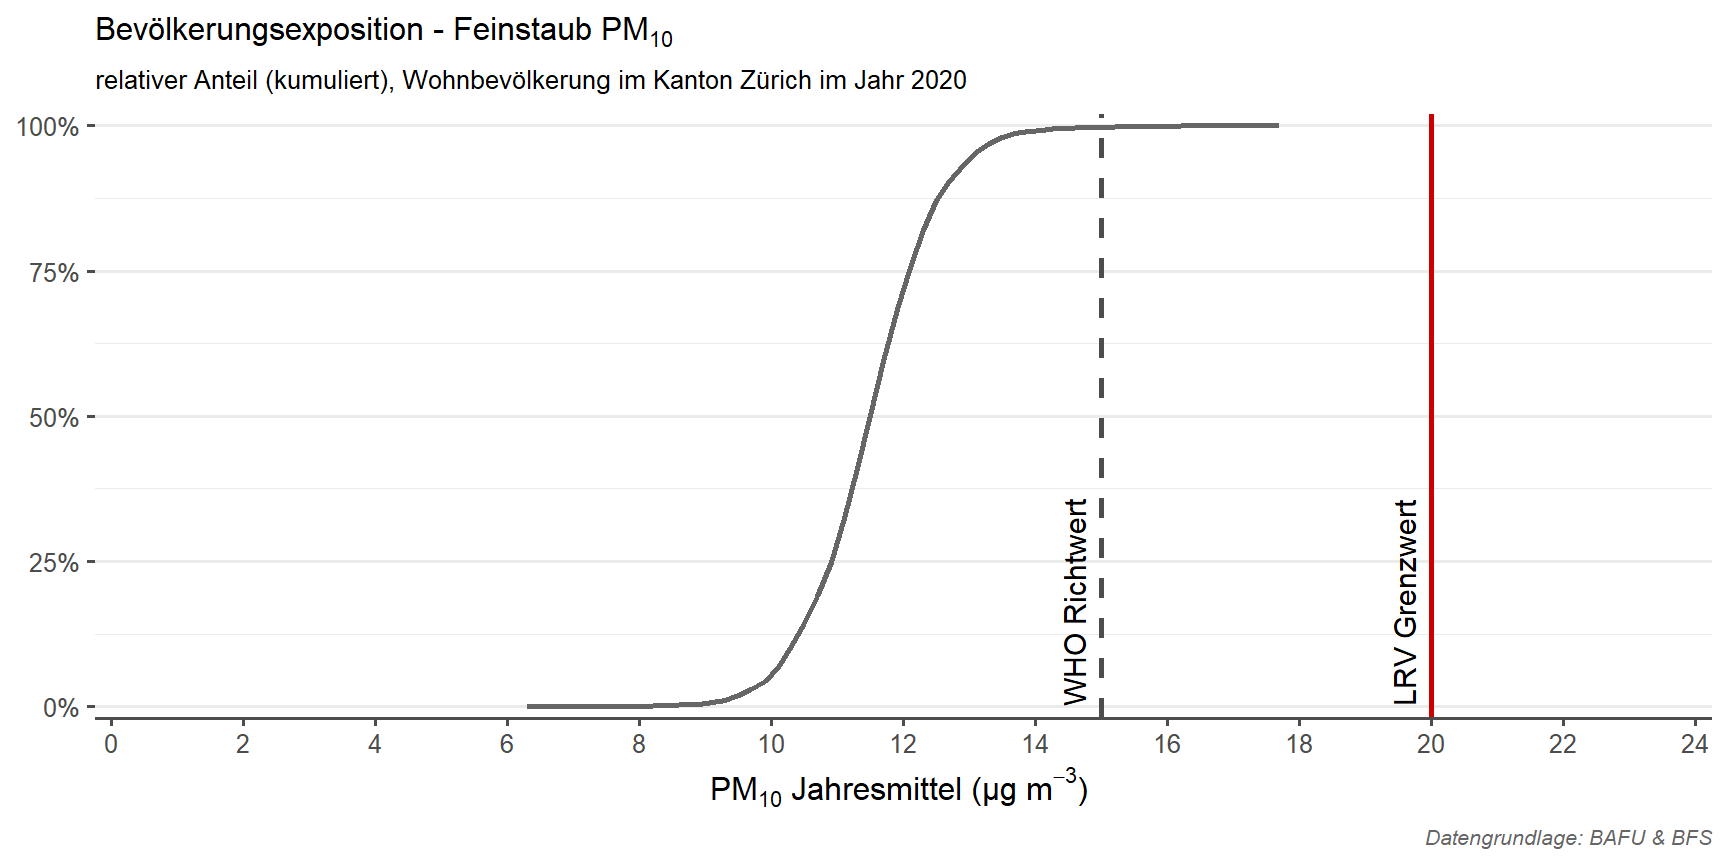 Bevölkerungsexposition - Feinstaub PM₁₀
relativer Anteil (kumuliert), Wohnbevölkerung im Kanton Zürich im Jahr 2020
100%
75%
50%
25%
0%
WHO Richtwert
LRV Grenzwert
0 2 4 6 8 10 12 14 16 18 20 22 24
PM₁₀ Jahresmittel (µg m⁻³)
Datengrundlage: BAFU & BFS